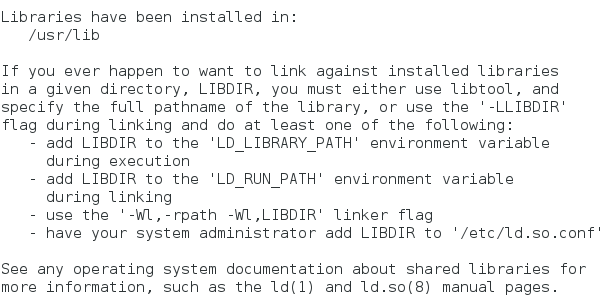 Libraries have been installed in:
   /usr/lib

If you ever happen to want to link against installed libraries
in a given directory, LIBDIR, you must either use libtool, and
specify the full pathname of the library, or use the '-LLIBDIR'
flag during linking and do at least one of the following:
   - add LIBDIR to the 'LD_LIBRARY_PATH' environment variable
     during execution
   - add LIBDIR to the 'LD_RUN_PATH' environment variable
     during linking
   - use the '-Wl,-rpath -Wl,LIBDIR' linker flag
   - have your system administrator add LIBDIR to '/etc/ld.so.conf'

See any operating system documentation about shared libraries for
more information, such as the ld(1) and ld.so(8) manual pages.